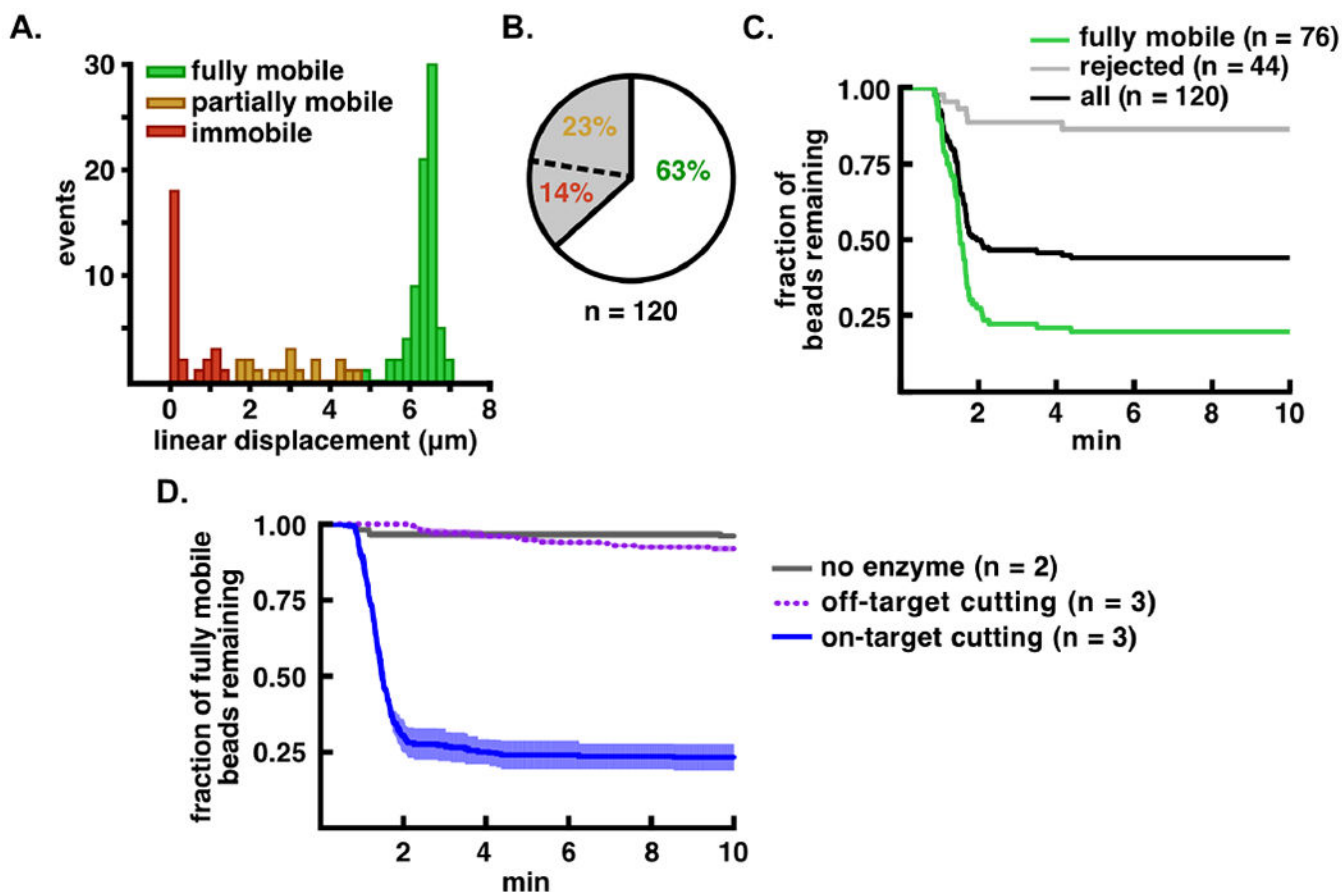 A.
fully mobile
partially mobile
immobile
30
20
10
events
0 2 4 6 8
linear displacement (μm)
B.
23%
63%
14%
n = 120
C.
fully mobile (n = 76)
rejected (n = 44)
all (n = 120)
1.00
0.75
0.50
0.25
fraction of
beads remaining
2 4 6 8 10
min
D.
1.00
0.75
0.50
0.25
fraction of fully mobile
beads remaining
2 4 6 8 10
min
no enzyme (n = 2)
off-target cutting (n = 3)
on-target cutting (n = 3)